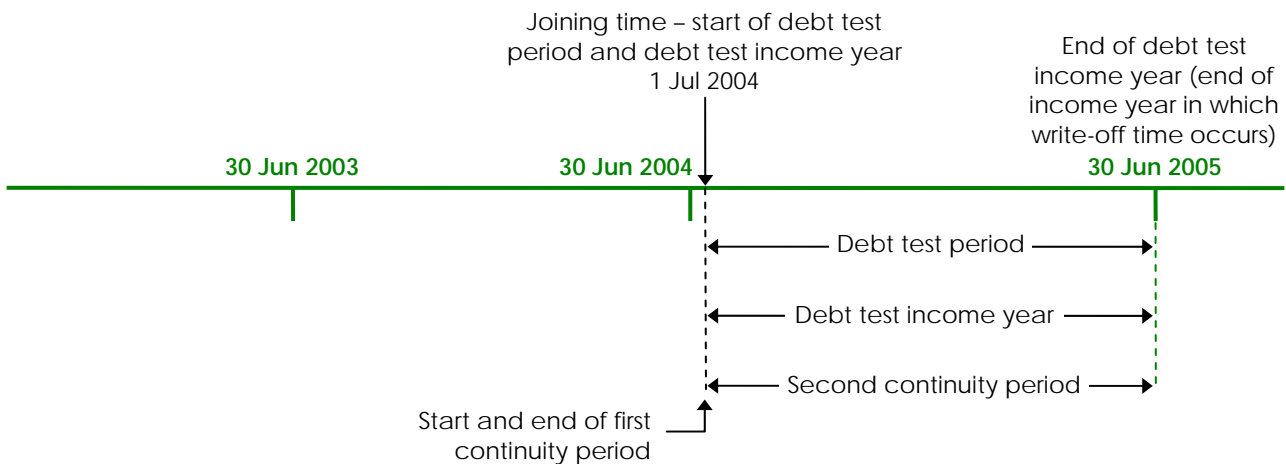 Joining time – start of debt test
period and debt test income year
1 Jul 2004
End of debt test
income year (end of
income year in which
write-off time occurs)
30 Jun 2003
30 Jun 2004
30 Jun 2005
Debt test period
Debt test income year
Second continuity period
Start and end of first
continuity period